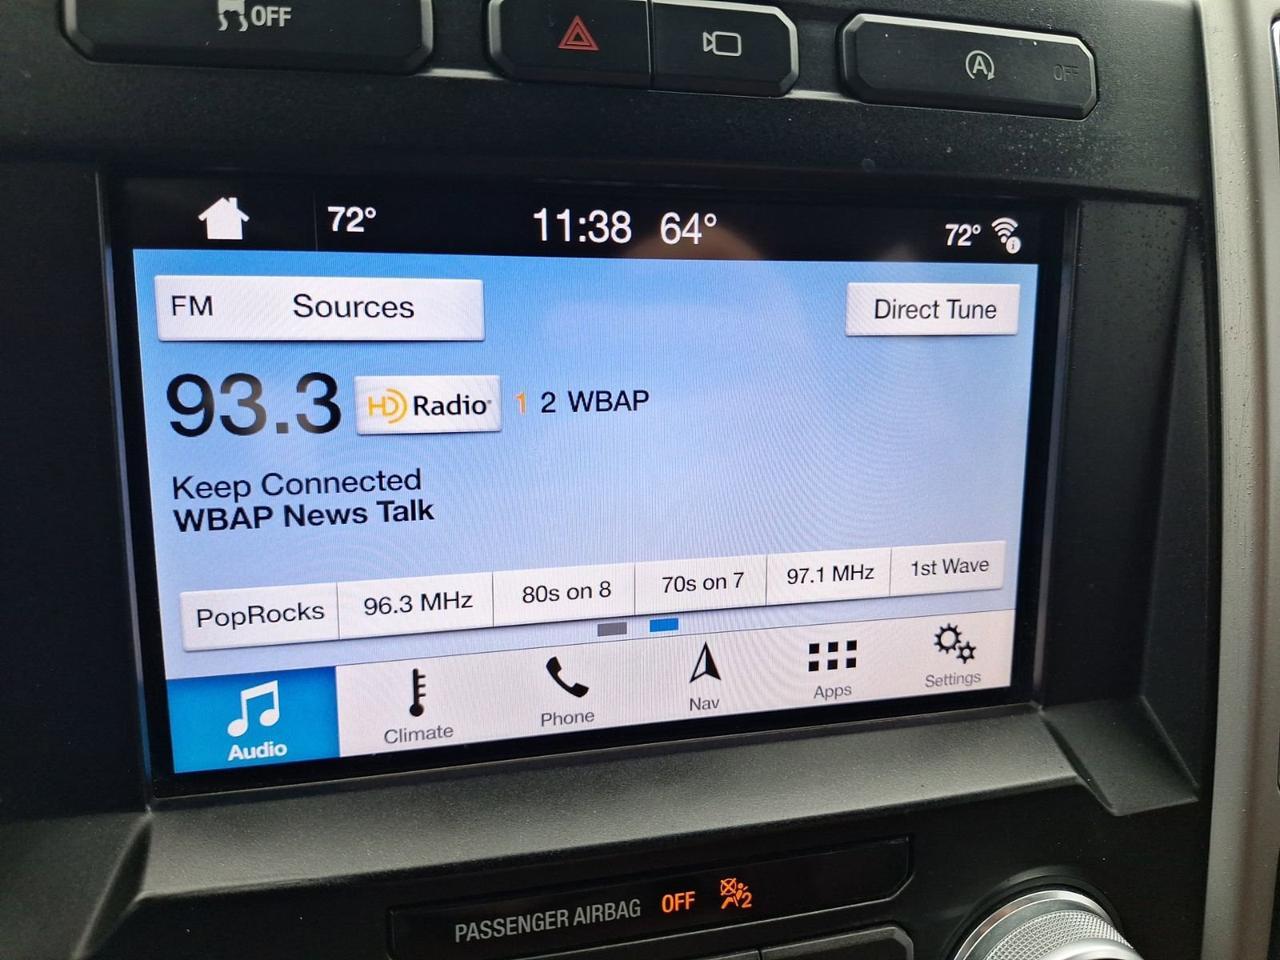 OFF
A OFF
72° 11:38 64° 72°
FM Sources Direct Tune
93.3 HD Radio® 1 2 WBAP
Keep Connected
WBAP News Talk
PopRocks 96.3 MHz 80s on 8 70s on 7 97.1 MHz 1st Wave
Audio Climate Phone Nav Apps Settings
PASSENGER AIRBAG OFF 2